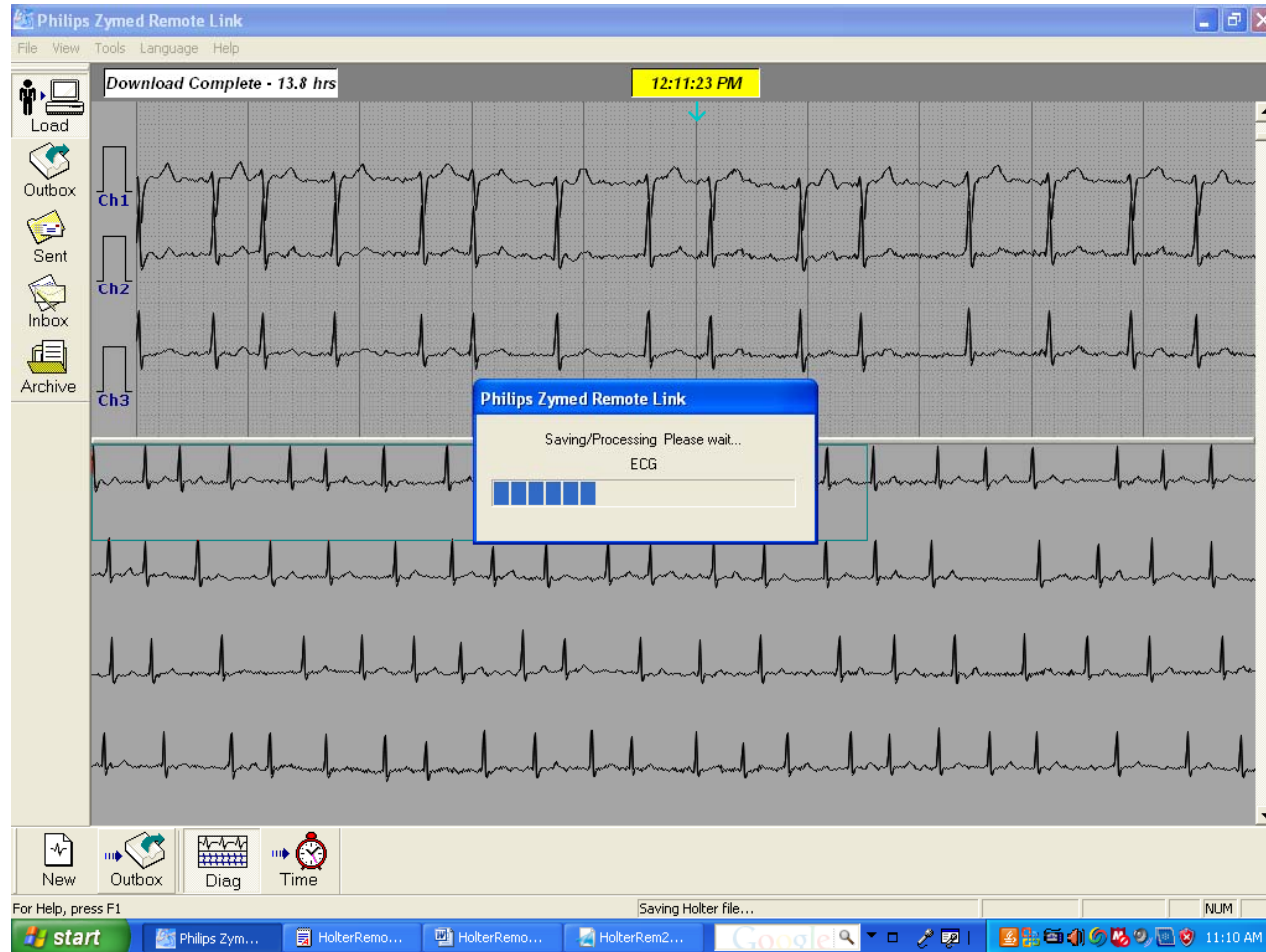 Philips Zymed Remote Link
File View Tools Language Help
Download Complete - 13.8 hrs
12:11:23 PM
Load
Outbox
Sent
Inbox
Archive
Ch1
Ch2
Ch3
Philips Zymed Remote Link
Saving/Processing Please wait...
ECG
New
Outbox
Diag
Time
For Help, press F1
Saving Holter file...
NUM
start
Philips Zym...
HolterRemo...
HolterRemo...
HolterRem2...
Google
11:10 AM